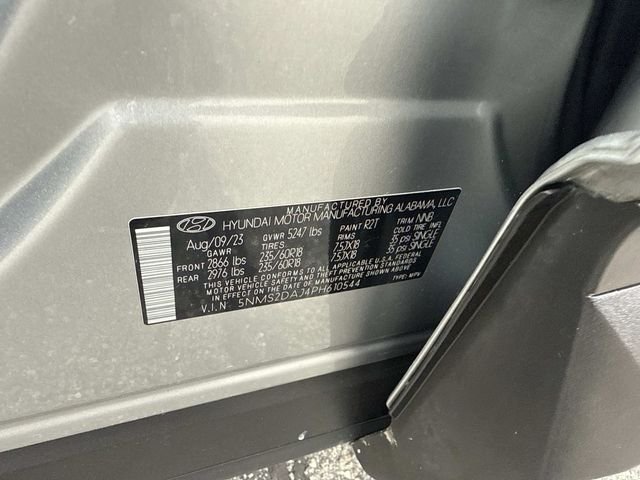 MANUFACTURED BY
HYUNDAI MOTOR MANUFACTURING ALABAMA, LLC
Aug/09/23 GVWR 5247 lbs PAINT R2T TRIM NNB
GAWR TIRES RIMS COLD TIRE INFL
FRONT 2866 lbs 235/60R18 7.5JX18 35 psi SINGLE
REAR 2976 lbs 235/60R18 7.5JX18 35 psi SINGLE
THIS VEHICLE CONFORMS TO ALL APPLICABLE U.S.A. FEDERAL
MOTOR VEHICLE SAFETY AND THEFT PREVENTION STANDARDS
IN EFFECT ON THE DATE OF MANUFACTURE SHOWN ABOVE.
V.I.N 5NMS2DAJ4PH610544 TYPE: MPV